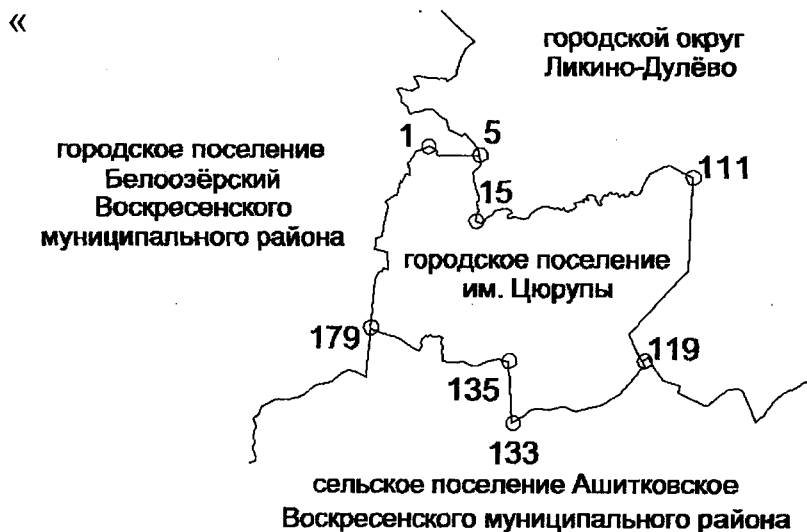 «
городской округ
Ликино-Дулёво
1
5
городское поселение
Белоозёрский
Воскресенского
муниципального района
111
15
городское поселение
им. Цюрупы
179
119
135
133
сельское поселение Ашитковское
Воскресенского муниципального района